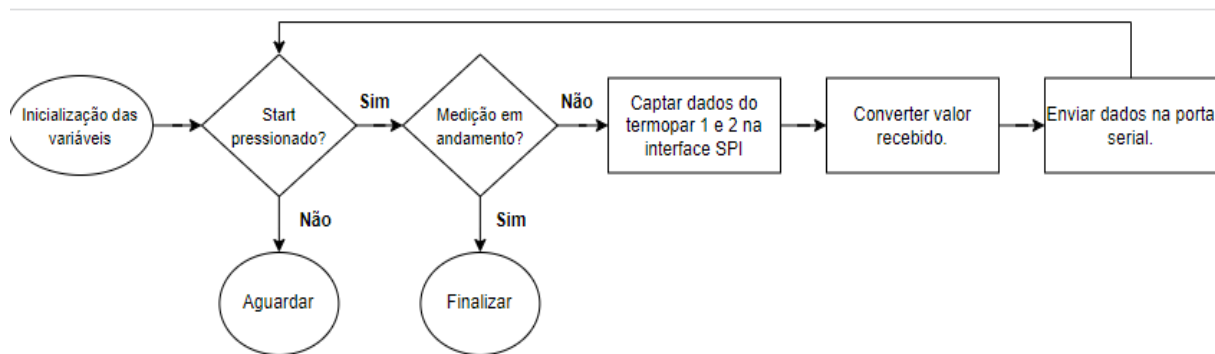 Inicialização das
variáveis
Start
pressionado?
Sim
Não
Aguardar
Medição em
andamento?
Não
Sim
Finalizar
Captar dados do
termopar 1 e 2 na
interface SPI
Converter valor
recebido.
Enviar dados na porta
serial.